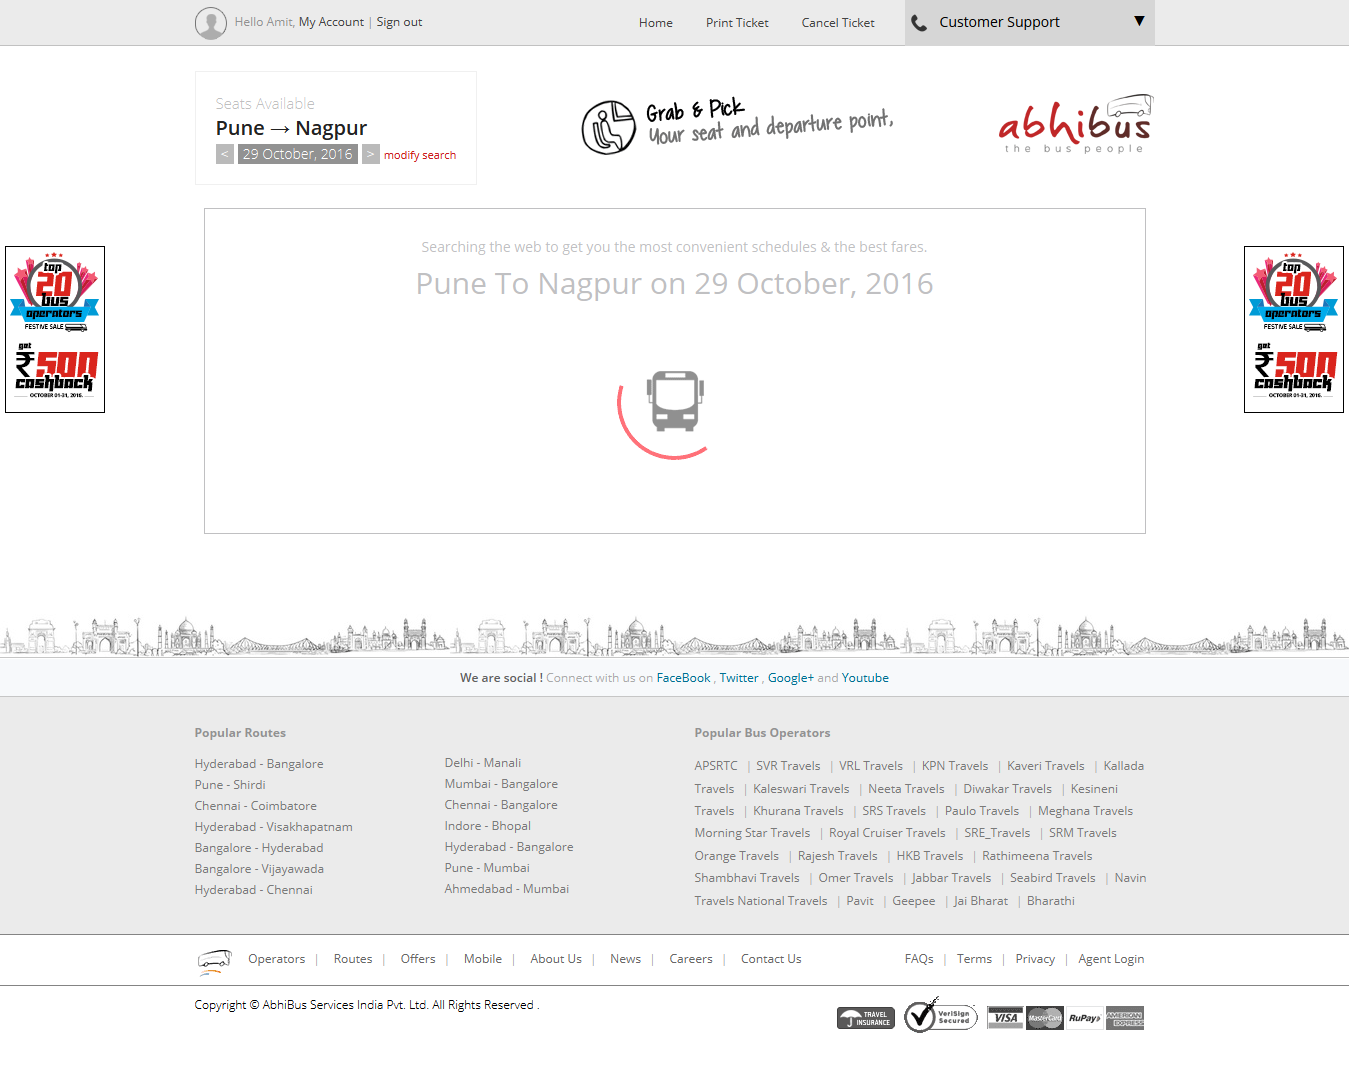 Hello Amit, My Account | Sign out
Home
Print Ticket
Cancel Ticket
Customer Support
Seats Available
Pune → Nagpur
< 29 October, 2016 > modify search
Grab & Pick
Your seat and departure point,
abhibus
the bus people
Searching the web to get you the most convenient schedules & the best fares.
Pune To Nagpur on 29 October, 2016
top
20
bus
operators
FESTIVE SALE
get
₹500
cashback
OCTOBER 01-31, 2016.
top
20
bus
operators
FESTIVE SALE
get
₹500
cashback
OCTOBER 01-31, 2016.
We are social ! Connect with us on FaceBook , Twitter , Google+ and Youtube
Popular Routes
Hyderabad - Bangalore
Pune - Shirdi
Chennai - Coimbatore
Hyderabad - Visakhapatnam
Bangalore - Hyderabad
Bangalore - Vijayawada
Hyderabad - Chennai
Delhi - Manali
Mumbai - Bangalore
Chennai - Bangalore
Indore - Bhopal
Hyderabad - Bangalore
Pune - Mumbai
Ahmedabad - Mumbai
Popular Bus Operators
APSRTC | SVR Travels | VRL Travels | KPN Travels | Kaveri Travels | Kallada
Travels | Kaleswari Travels | Neeta Travels | Diwakar Travels | Kesineni
Travels | Khurana Travels | SRS Travels | Paulo Travels | Meghana Travels
Morning Star Travels | Royal Cruiser Travels | SRE_Travels | SRM Travels
Orange Travels | Rajesh Travels | HKB Travels | Rathimeena Travels
Shambhavi Travels | Omer Travels | Jabbar Travels | Seabird Travels | Navin
Travels National Travels | Pavit | Geepee | Jai Bharat | Bharathi
Operators | Routes | Offers | Mobile | About Us | News | Careers | Contact Us
FAQs | Terms | Privacy | Agent Login
Copyright © AbhiBus Services India Pvt. Ltd. All Rights Reserved .
TRAVEL
INSURANCE
VeriSign
Secured
VISA
MasterCard
RuPay
AMERICAN
EXPRESS